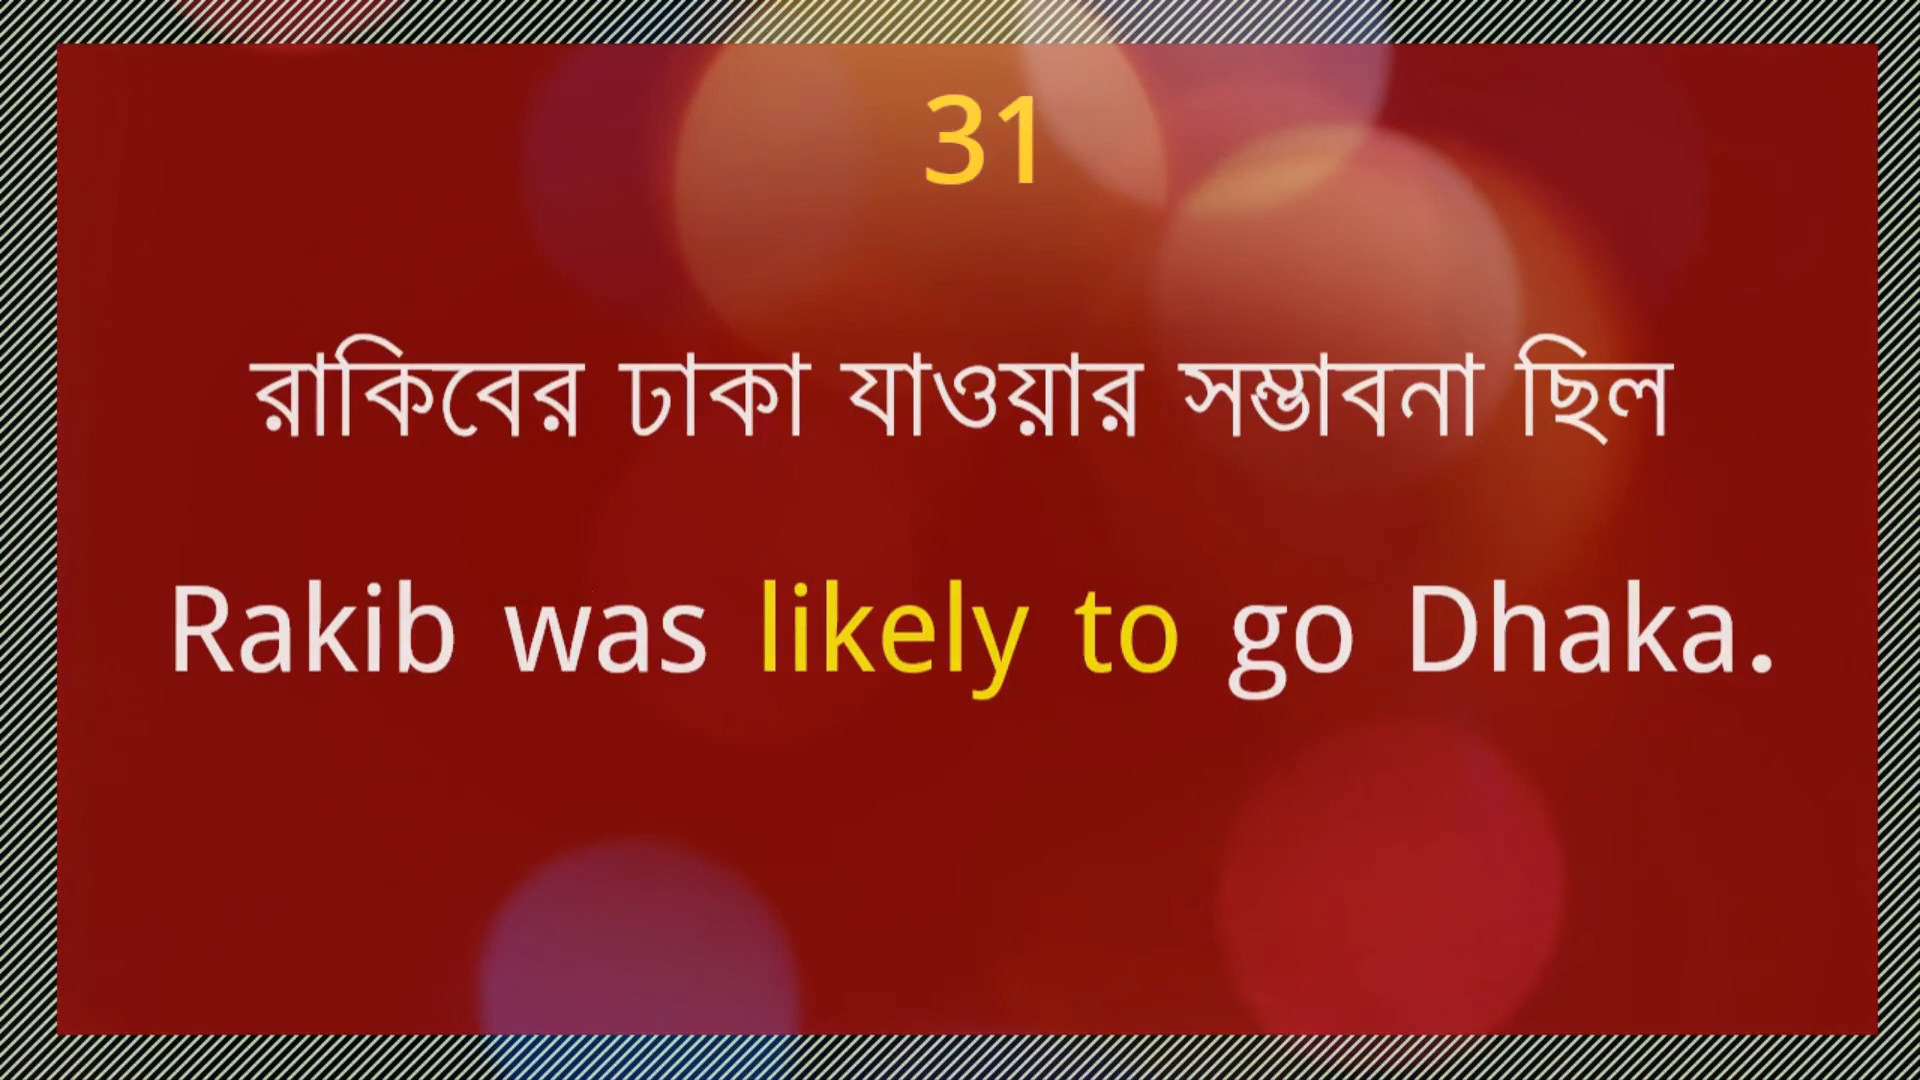 31
রাকিবের ঢাকা যাওয়ার সম্ভাবনা ছিল
Rakib was likely to go Dhaka.